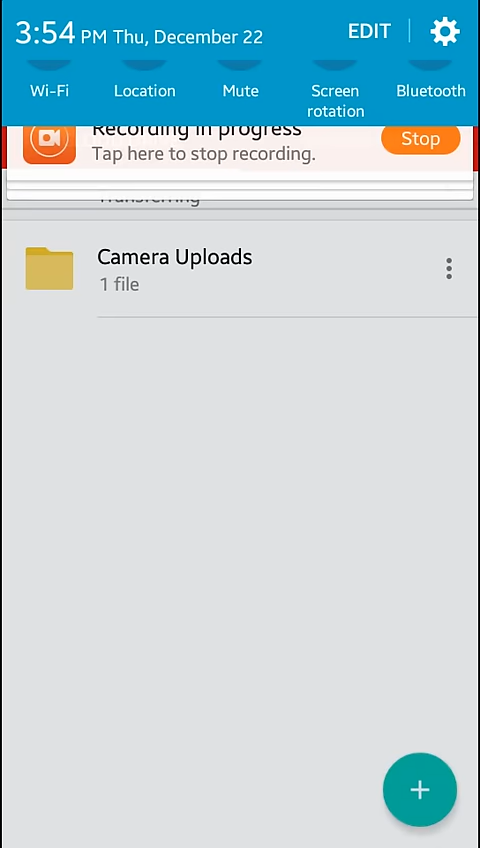 3:54 PM Thu, December 22 EDIT
Wi-Fi Location Mute Screen rotation Bluetooth
Recording in progress
Tap here to stop recording.
Stop
Transferring
Camera Uploads
1 file